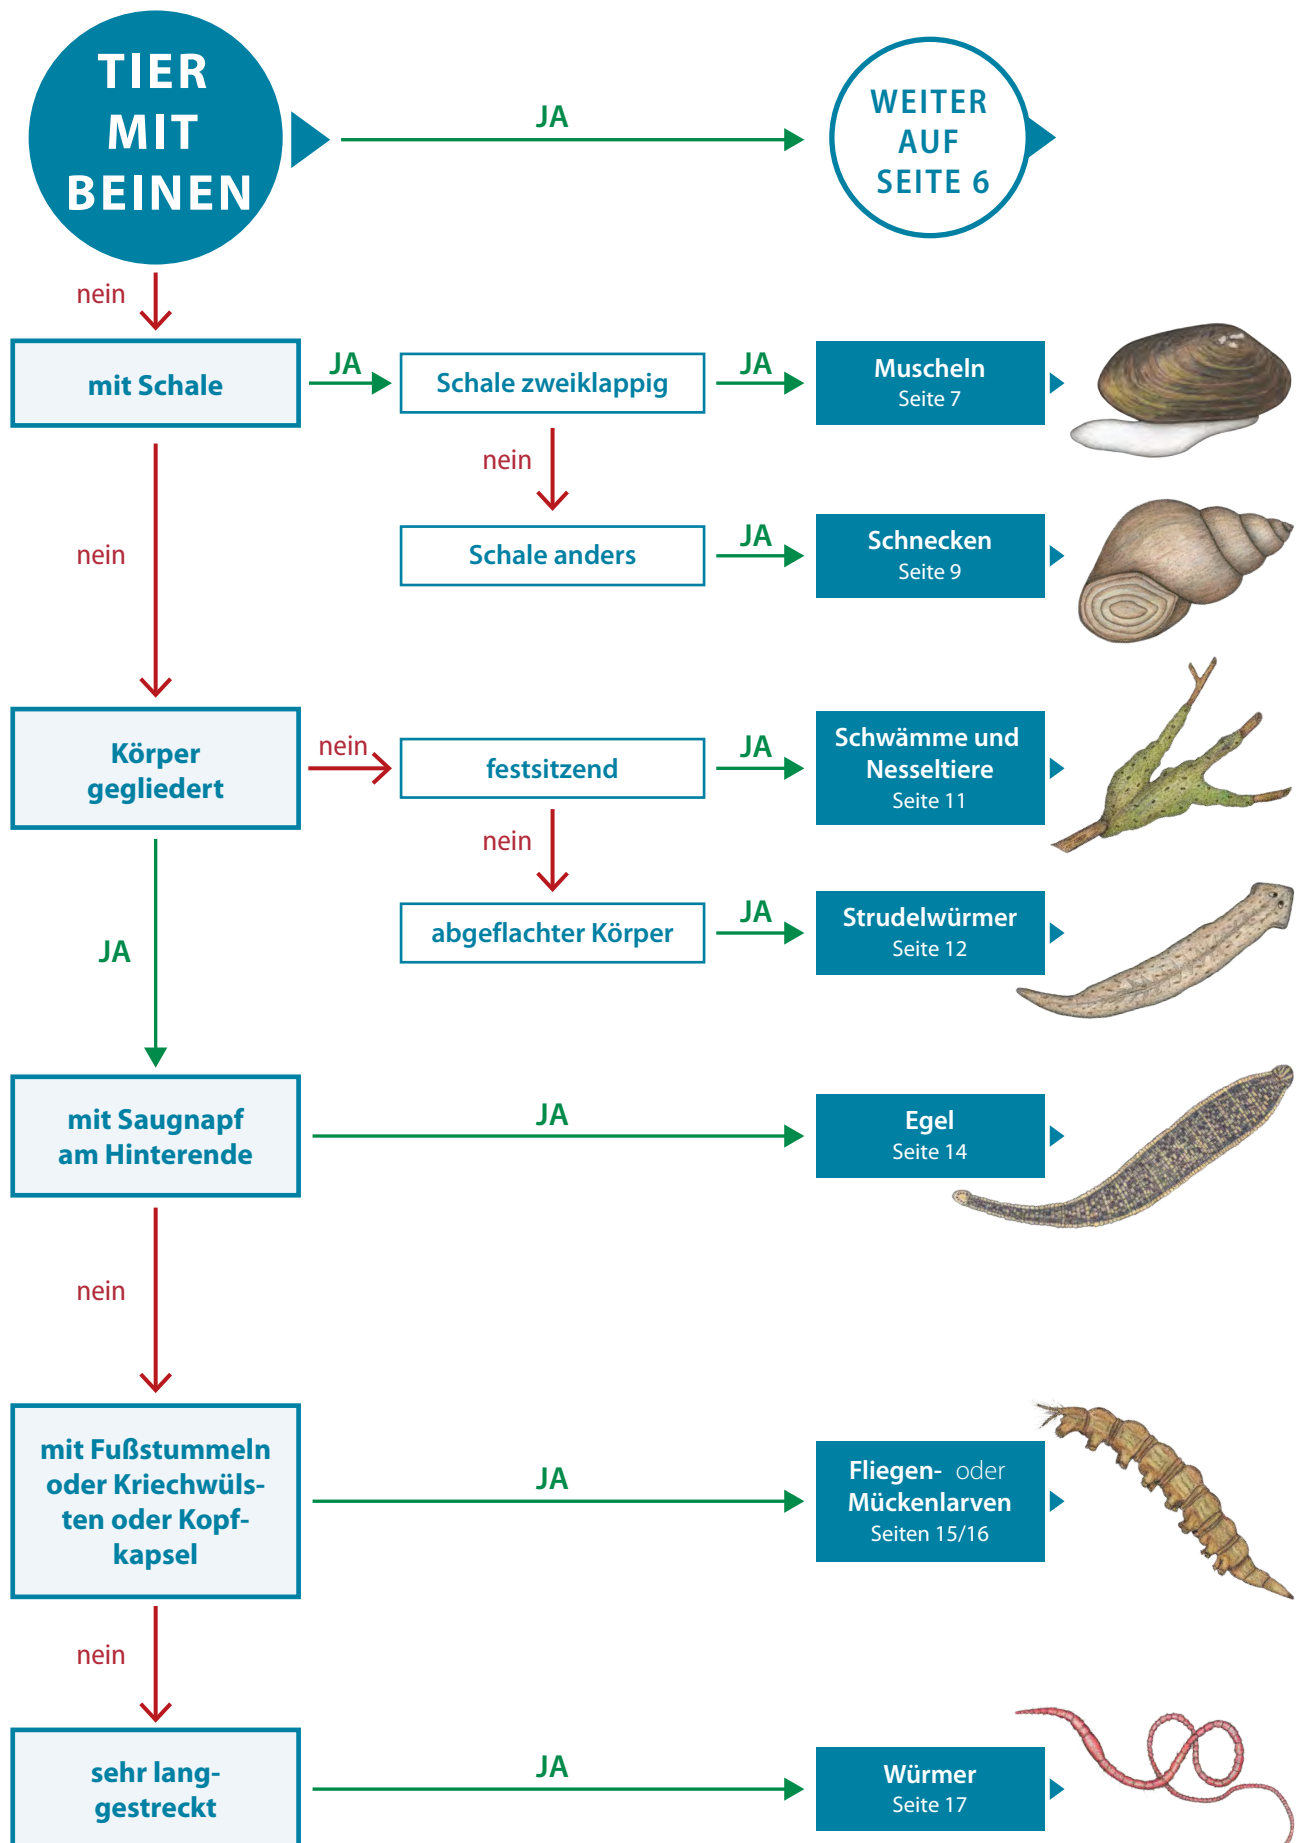 TIER
MIT
BEINEN
JA
WEITER
AUF
SEITE 6
nein
mit Schale
JA
Schale zweiklappig
JA
Muscheln
Seite 7
nein
nein
Schale anders
JA
Schnecken
Seite 9
Körper
gegliedert
nein
festsitzend
JA
Schwämme und
Nesseltiere
Seite 11
nein
JA
abgeflachter Körper
JA
Strudelwürmer
Seite 12
mit Saugnapf
am Hinterende
JA
Egel
Seite 14
nein
mit Fußstummeln
oder Kriechwüls-
ten oder Kopf-
kapsel
JA
Fliegen- oder
Mückenlarven
Seiten 15/16
nein
sehr lang-
gestreckt
JA
Würmer
Seite 17